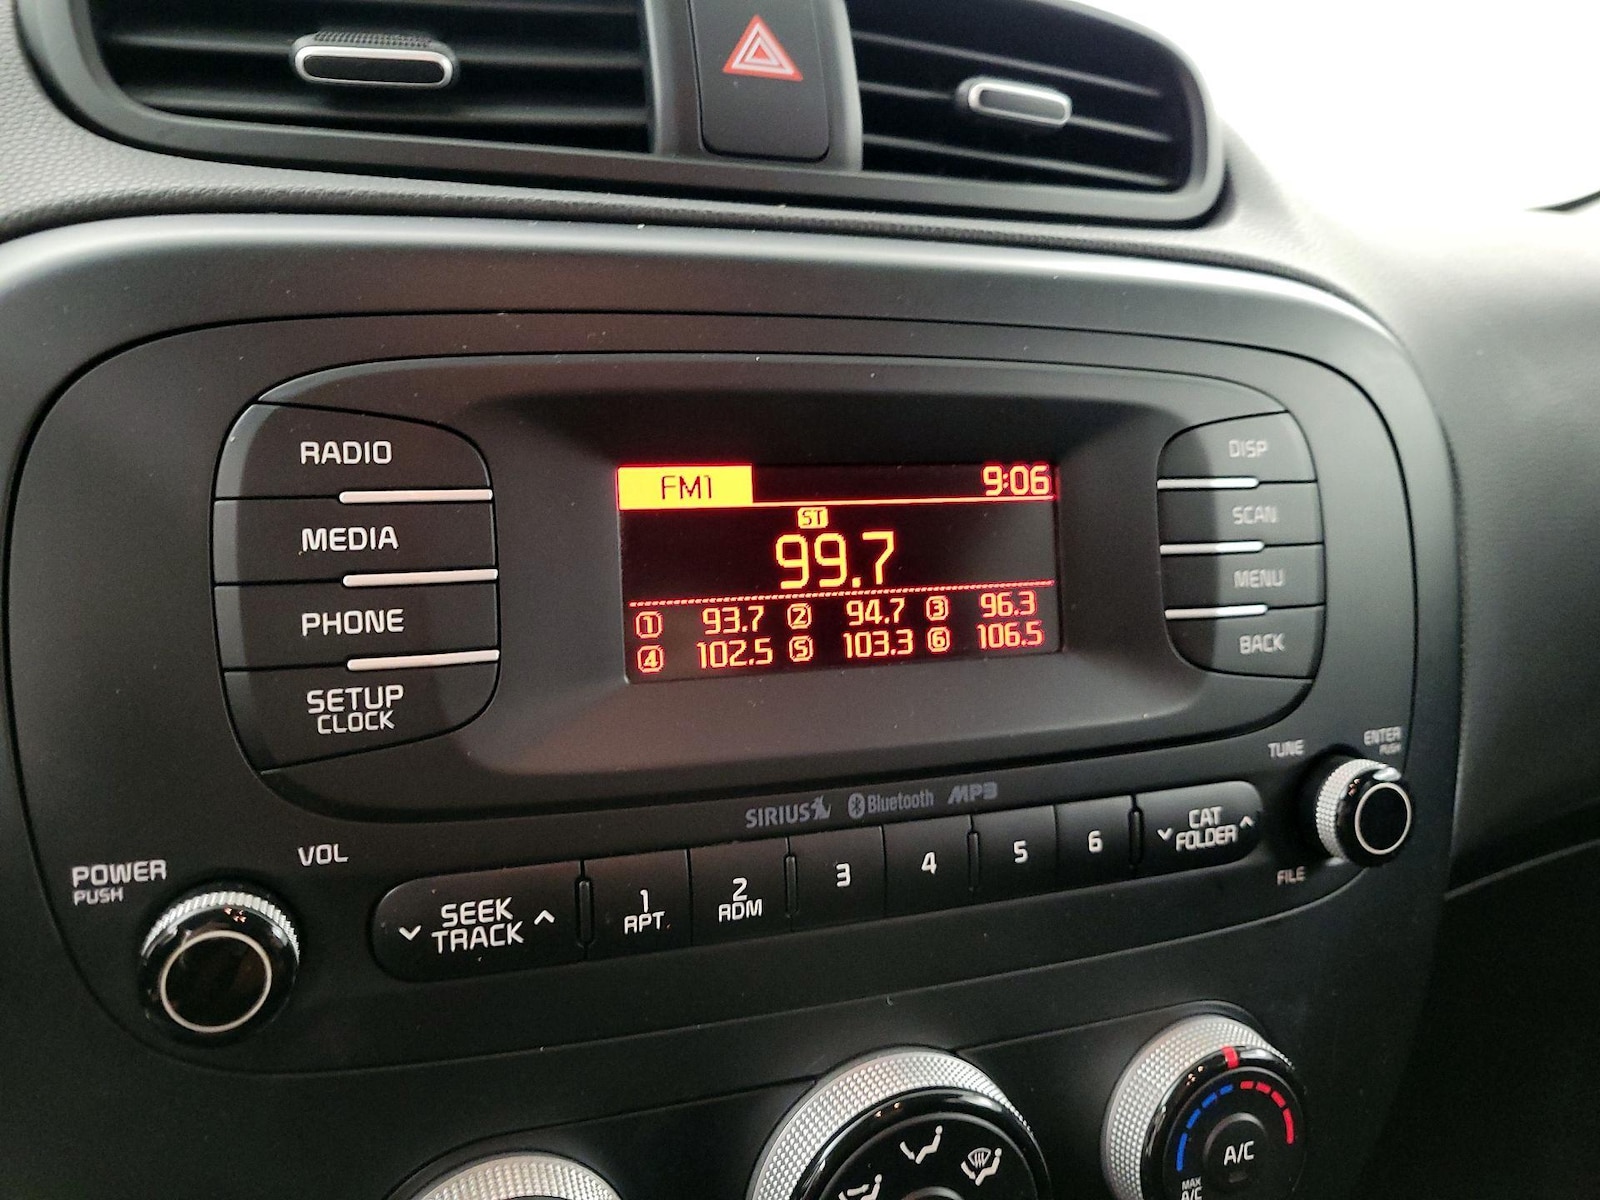 FM1 9:06
ST
99.7
1 93.7 2 94.7 3 96.3
4 102.5 5 103.3 6 106.5
RADIO
MEDIA
PHONE
SETUP
CLOCK
DISP
SCAN
MENU
BACK
TUNE
ENTER
PUSH
FILE
SIRIUS Bluetooth MP3
POWER
PUSH
VOL
SEEK
TRACK
1
RPT
2
RDM
3
4
5
6
CAT
FOLDER
A/C
MAX
A/C